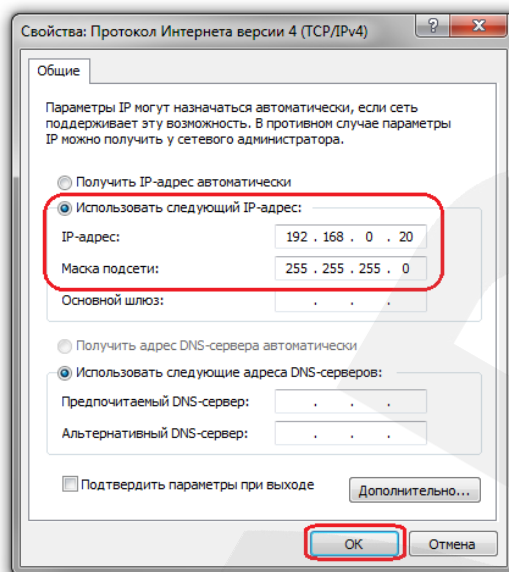 Свойства: Протокол Интернета версии 4 (TCP/IPv4)
Общие
Параметры IP могут назначаться автоматически, если сеть
поддерживает эту возможность. В противном случае параметры
IP можно получить у сетевого администратора.
Получить IP-адрес автоматически
Использовать следующий IP-адрес:
IP-адрес: 192 . 168 . 0 . 20
Маска подсети: 255 . 255 . 255 . 0
Основной шлюз: . . .
Получить адрес DNS-сервера автоматически
Использовать следующие адреса DNS-серверов:
Предпочитаемый DNS-сервер: . . .
Альтернативный DNS-сервер: . . .
Подтвердить параметры при выходе
Дополнительно...
ОК Отмена